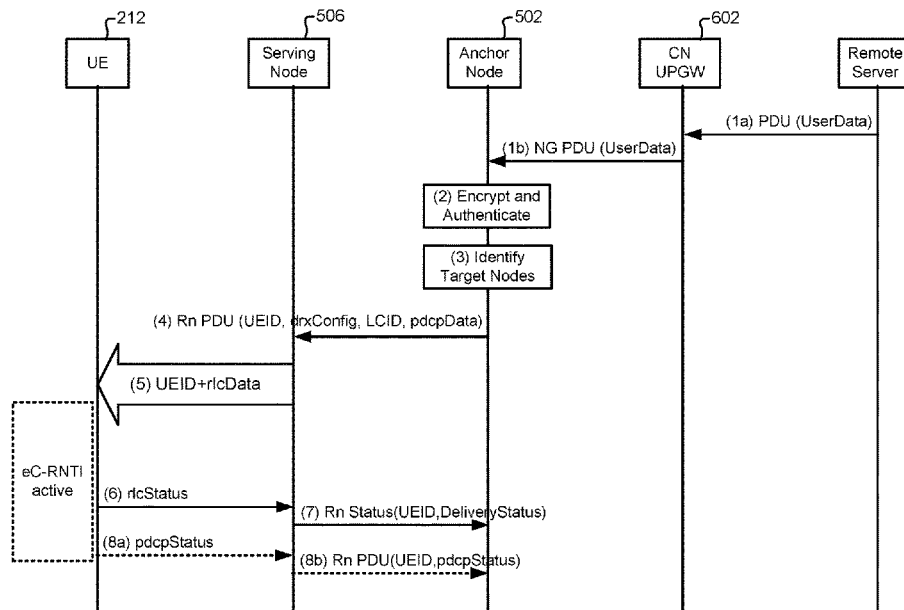 212
506
502
602
UE
Serving
Node
Anchor
Node
CN
UPGW
Remote
Server
(1a) PDU (UserData)
(1b) NG PDU (UserData)
(2) Encrypt and
Authenticate
(3) Identify
Target Nodes
(4) Rn PDU (UEID, drxConfig, LCID, pdcpData)
(5) UEID+rlcData
eC-RNTI
active
(6) rlcStatus
(7) Rn Status(UEID,DeliveryStatus)
(8a) pdcpStatus
(8b) Rn PDU(UEID,pdcpStatus)